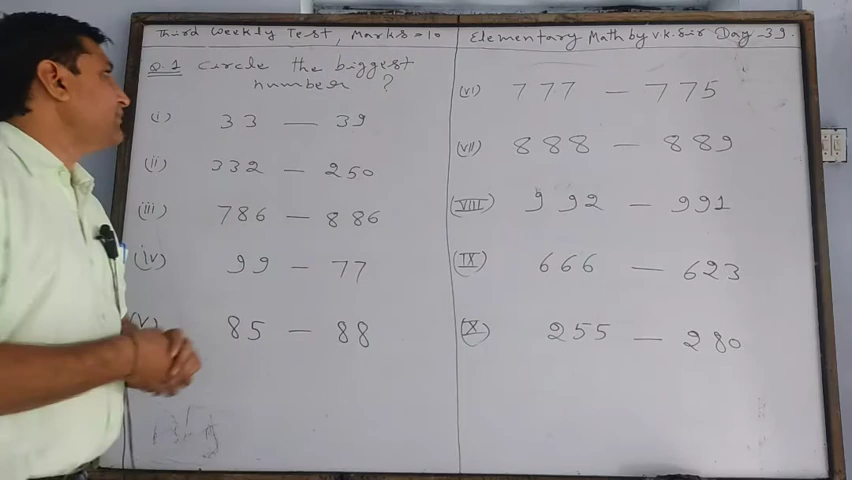 Third Weekly Test, Marks = 10
Elementary Math by V.K. Sir Day - 39.
Q.1 Circle the biggest
number ?
(i) 33 — 39
(ii) 332 — 250
(iii) 786 — 886
(iv) 99 — 77
(V) 85 — 88
(vi) 777 — 775
(VII) 888 — 889
(VIII) 992 — 991
(IX) 666 — 623
(X) 255 — 280